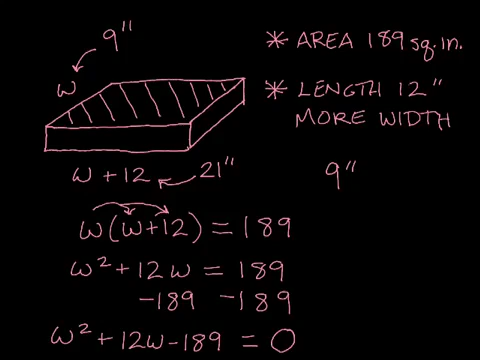 9"
* AREA 189 sq.in.
w
* LENGTH 12"
MORE WIDTH
w + 12
21"
9"
w(w+12) = 189
w² + 12w = 189
-189 -189
w² + 12w - 189 = 0